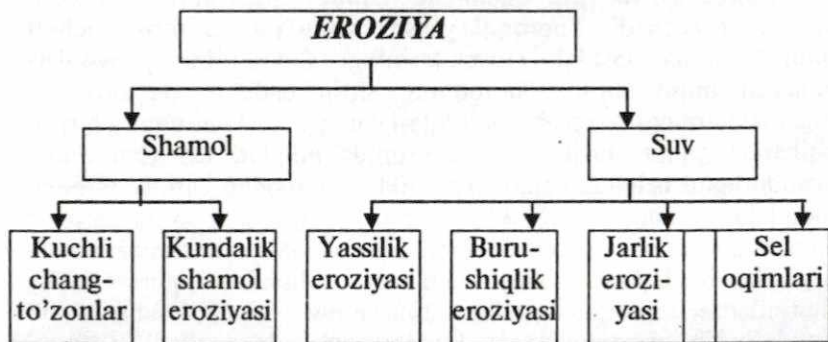 EROZIYA
Shamol
Suv
Kuchli
chang-
to'zonlar
Kundalik
shamol
eroziyasi
Yassilik
eroziyasi
Buru-
shiqlik
eroziyasi
Jarlik
erozi-
yasi
Sel
oqimlari